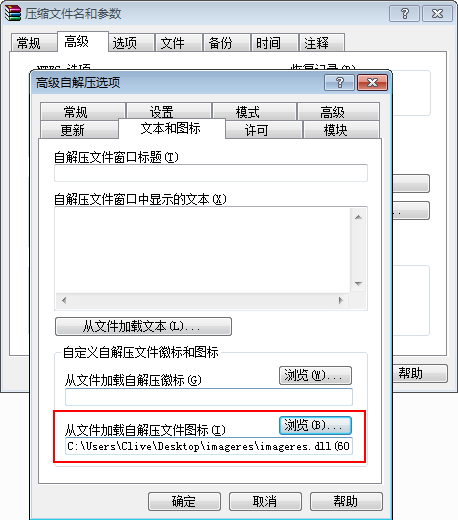 压缩文件名和参数
常规 高级 选项 文件 备份 时间 注释
高级自解压选项
常规 设置 模式 高级
更新 文本和图标 许可 模块
自解压文件窗口标题(T)
自解压文件窗口中显示的文本(X)
从文件加载文本(L)...
自定义自解压文件徽标和图标
从文件加载自解压徽标(G) 浏览(W)...
从文件加载自解压文件图标(I) 浏览(B)...
C:\Users\Clive\Desktop\imageres\imageres.dll(60
帮助
确定 取消 帮助